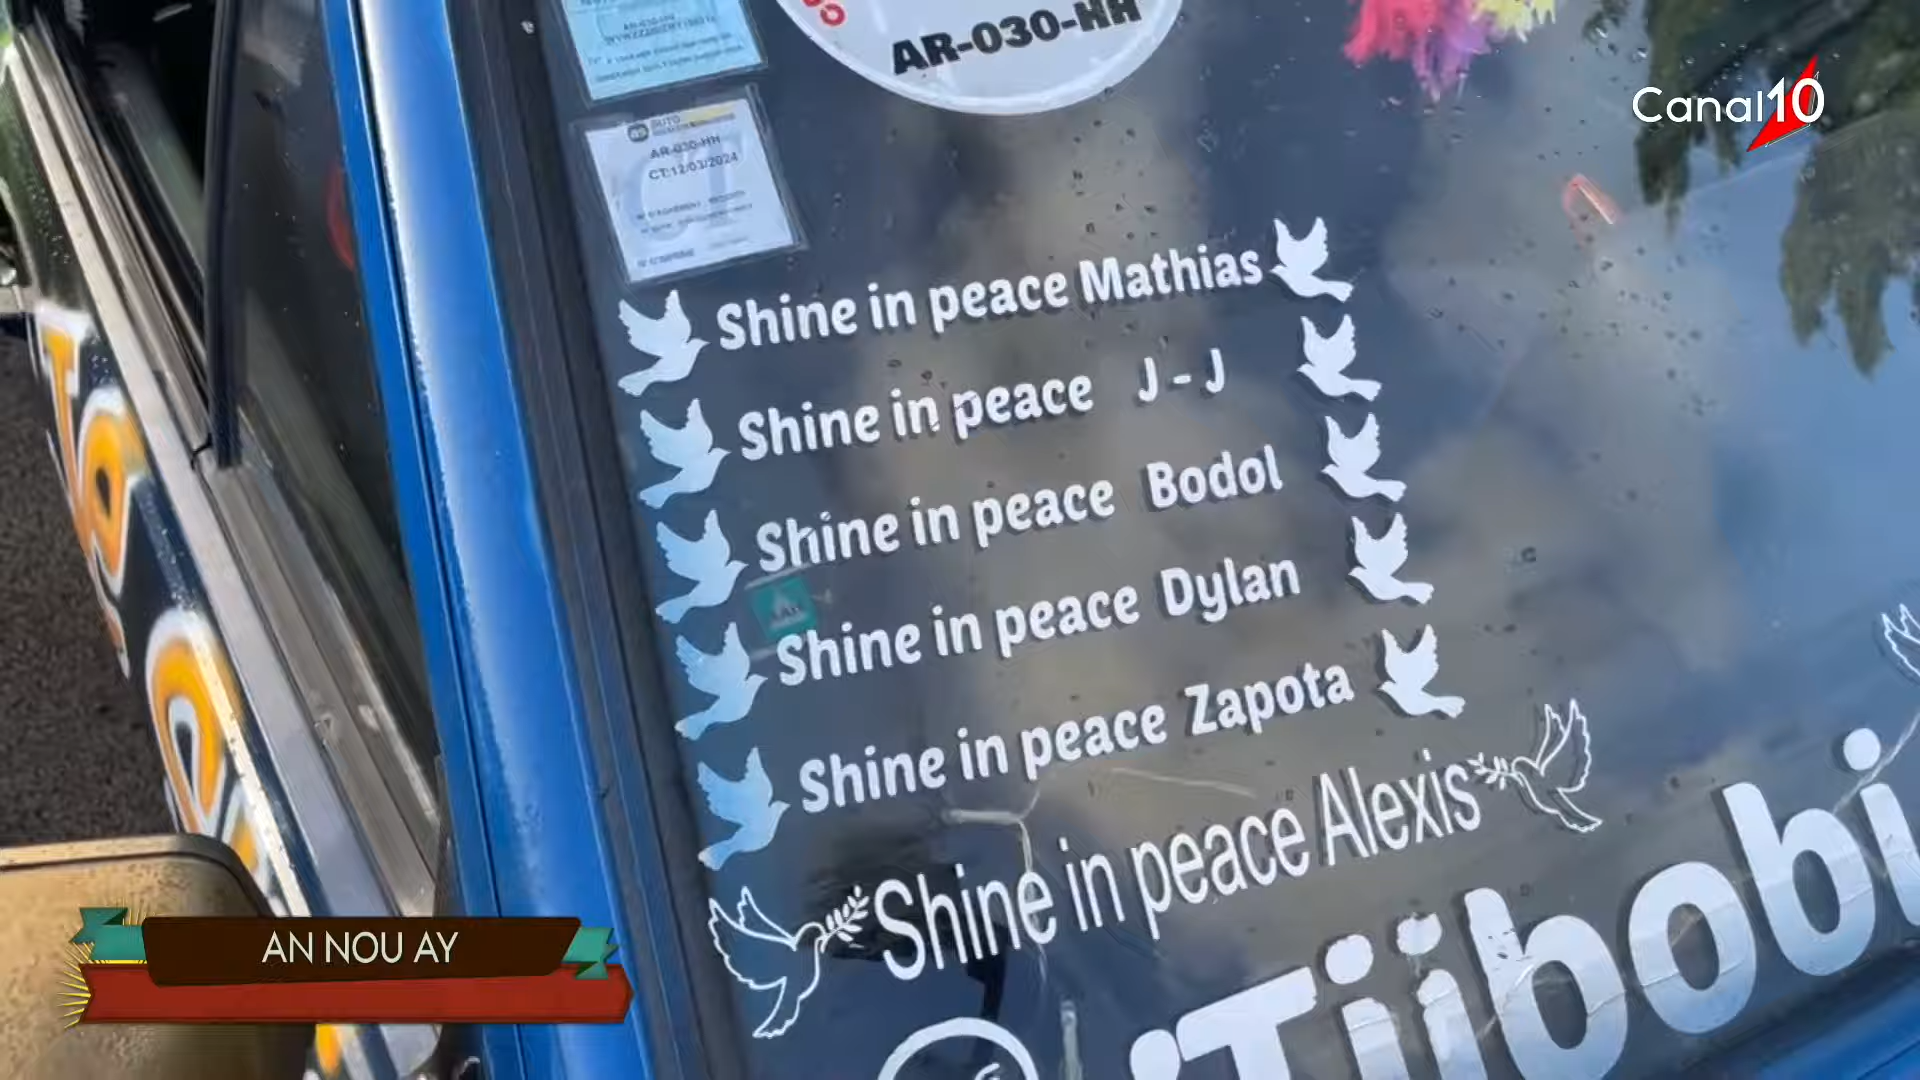 AR-030-HH
Canal10
AUTO
AR-030-HH
CT:12/03/2024
Shine in peace Mathias
Shine in peace J - J
Shine in peace Bodol
Shine in peace Dylan
Shine in peace Zapota
Shine in peace Alexis
Tiibobi
AN NOU AY